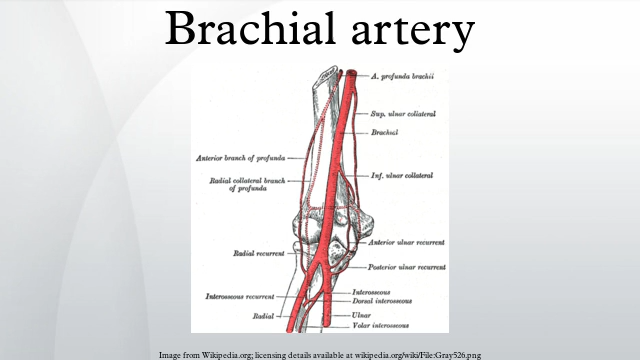 Brachial artery
A. profunda brachii
Sup. ulnar collateral
Brachial
Anterior branch of profunda
Radial collateral branch
of profunda
Inf. ulnar collateral
Anterior ulnar recurrent
Radial recurrent
Posterior ulnar recurrent
Interosseous recurrent
Interosseous
Dorsal interosseous
Radial
Ulnar
Volar interosseous
Image from Wikipedia.org; licensing details available at wikipedia.org/wiki/File:Gray526.png